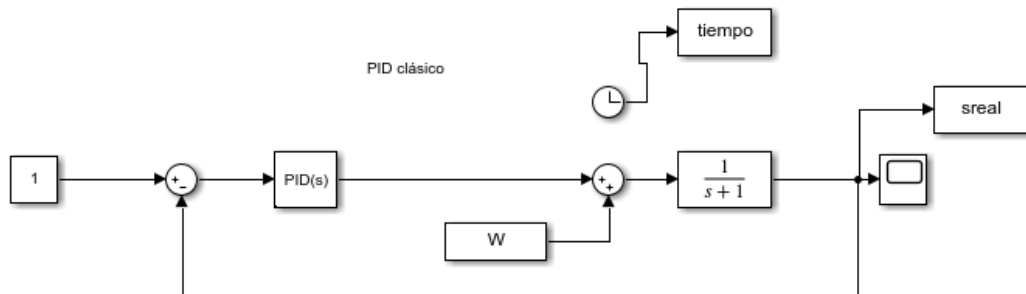 tiempo
PID clásico
sreal
1
+
-
PID(s)
+
+
1
s + 1
W